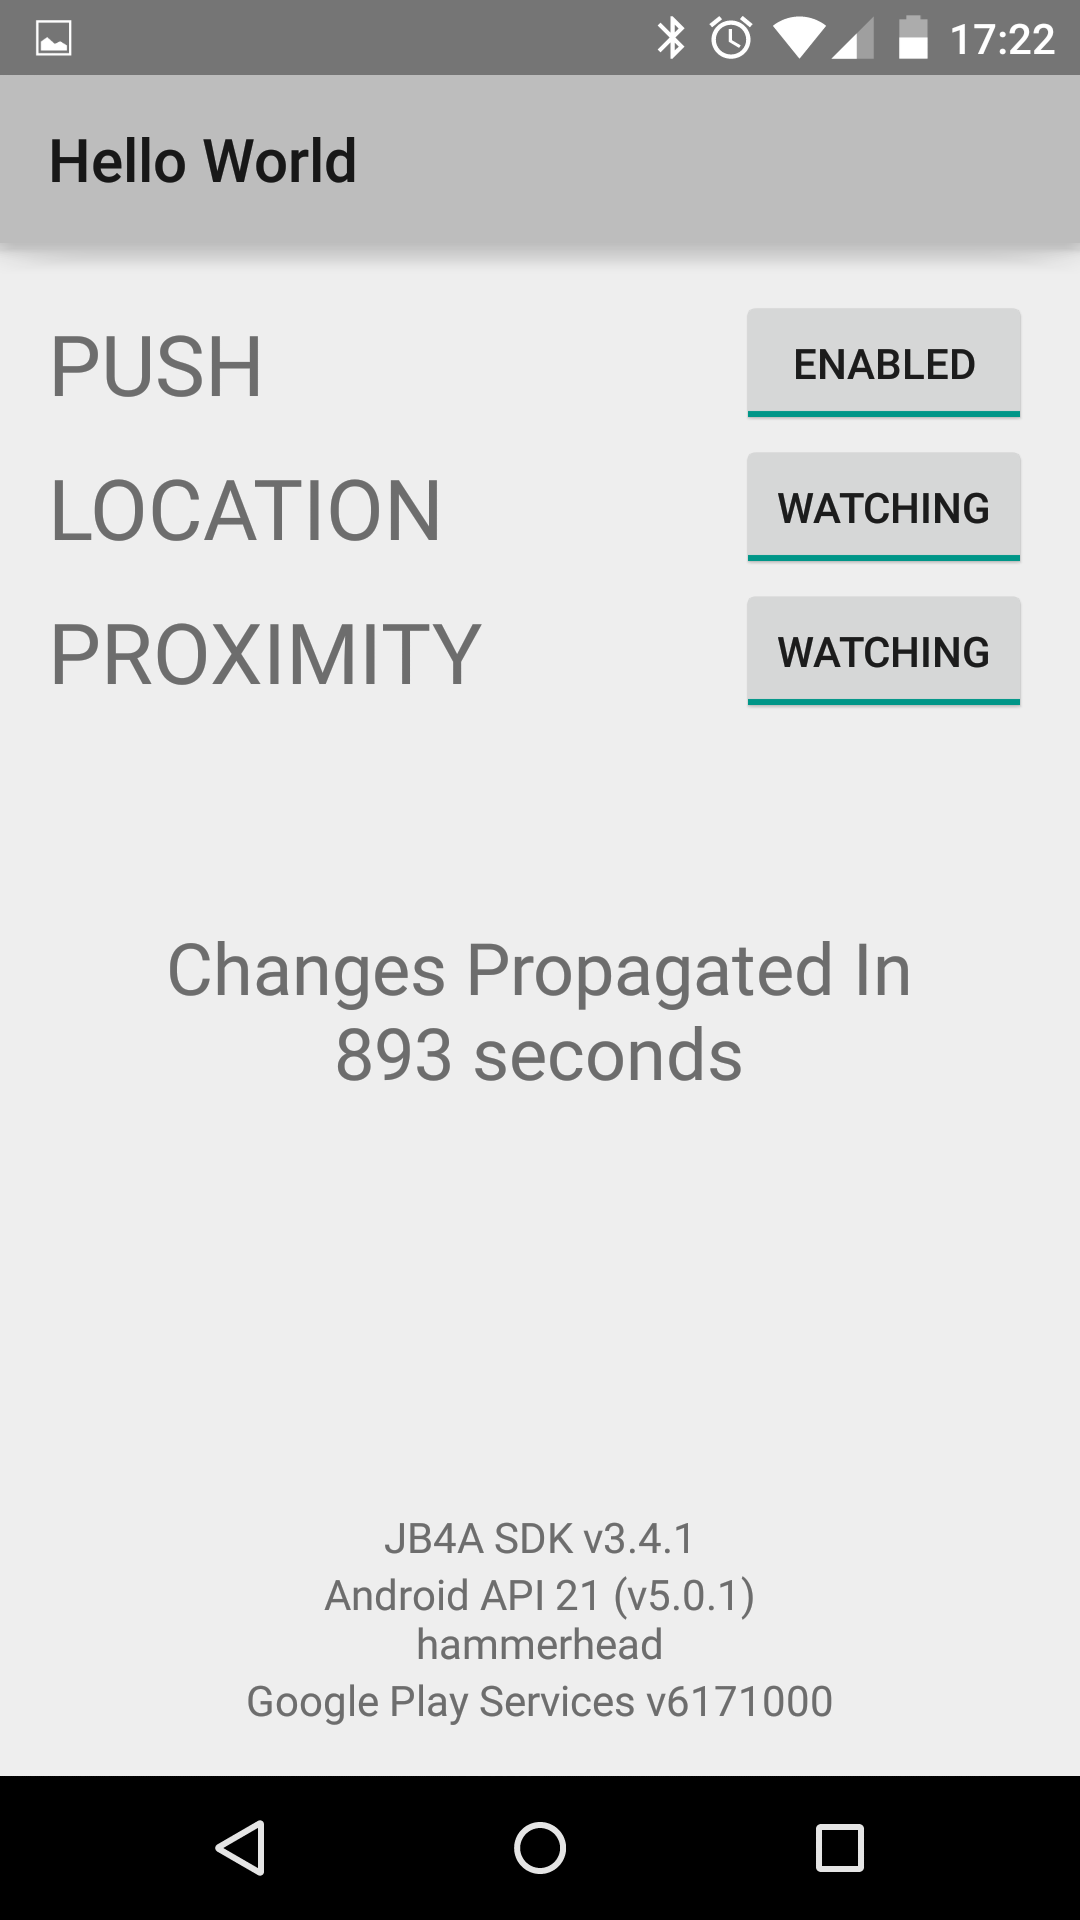 17:22
Hello World
PUSH ENABLED
LOCATION WATCHING
PROXIMITY WATCHING
Changes Propagated In
893 seconds
JB4A SDK v3.4.1
Android API 21 (v5.0.1)
hammerhead
Google Play Services v6171000